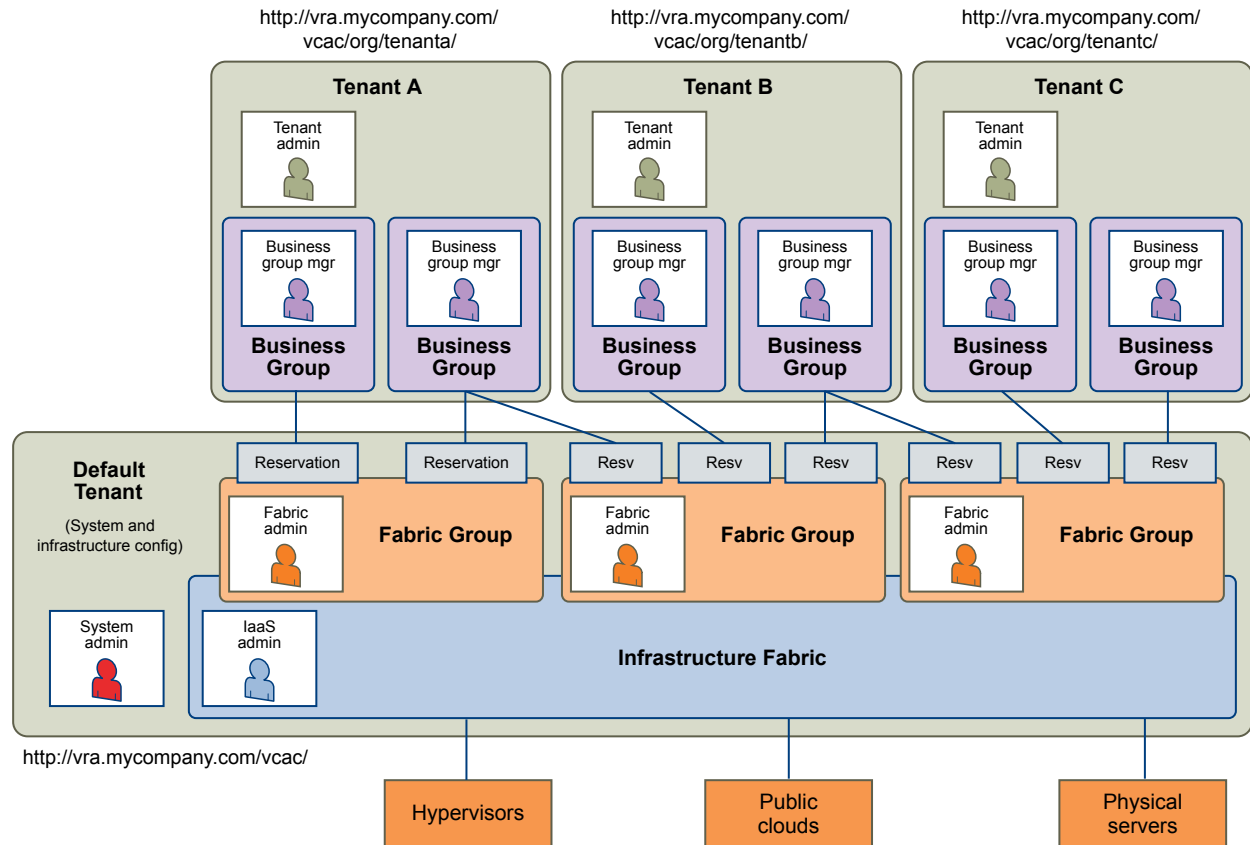 http://vra.mycompany.com/
vcac/org/tenanta/
http://vra.mycompany.com/
vcac/org/tenantb/
http://vra.mycompany.com/
vcac/org/tenantc/
Tenant A
Tenant B
Tenant C
Tenant
admin
Tenant
admin
Tenant
admin
Business
group mgr
Business
Group
Business
group mgr
Business
Group
Business
group mgr
Business
Group
Business
group mgr
Business
Group
Business
group mgr
Business
Group
Business
group mgr
Business
Group
Default
Tenant
(System and
infrastructure config)
Reservation
Reservation
Resv
Resv
Resv
Resv
Resv
Resv
Fabric
admin
Fabric Group
Fabric
admin
Fabric Group
Fabric
admin
Fabric Group
System
admin
IaaS
admin
Infrastructure Fabric
http://vra.mycompany.com/vcac/
Hypervisors
Public
clouds
Physical
servers